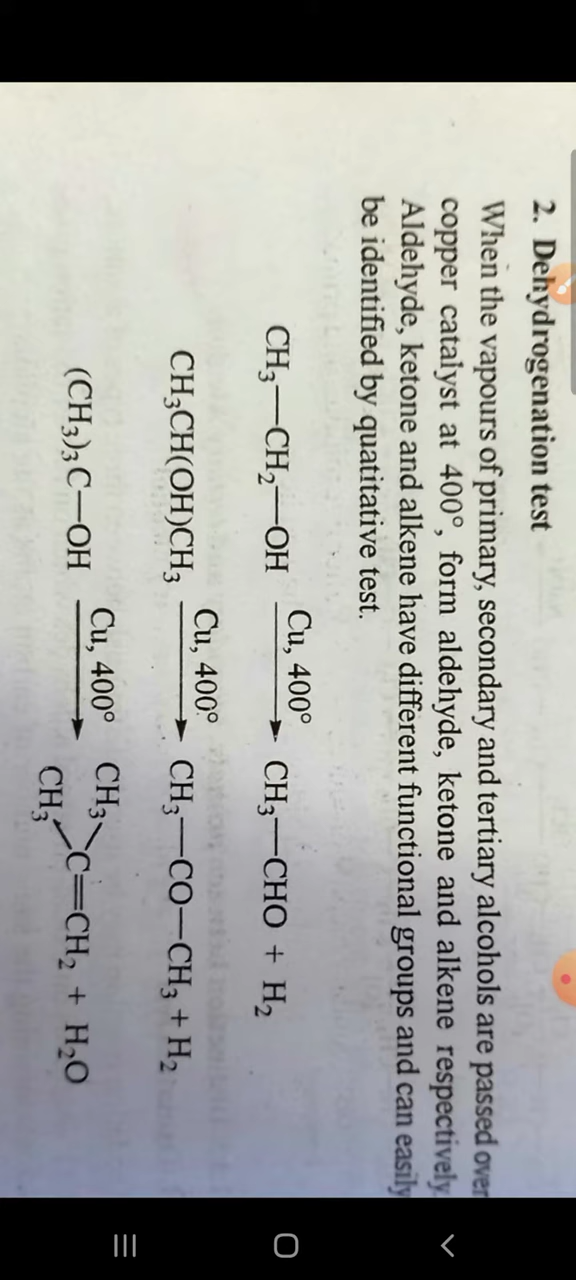 2. Dehydrogenation test
When the vapours of primary, secondary and tertiary alcohols are passed over
copper catalyst at 400°, form aldehyde, ketone and alkene respectively.
Aldehyde, ketone and alkene have different functional groups and can easily
be identified by quatitative test.
CH₃—CH₂—OH Cu, 400° → CH₃—CHO + H₂
CH₃CH(OH)CH₃ Cu, 400° → CH₃—CO—CH₃ + H₂
(CH₃)₃C—OH Cu, 400° → CH₃
C=CH₂ + H₂O
CH₃